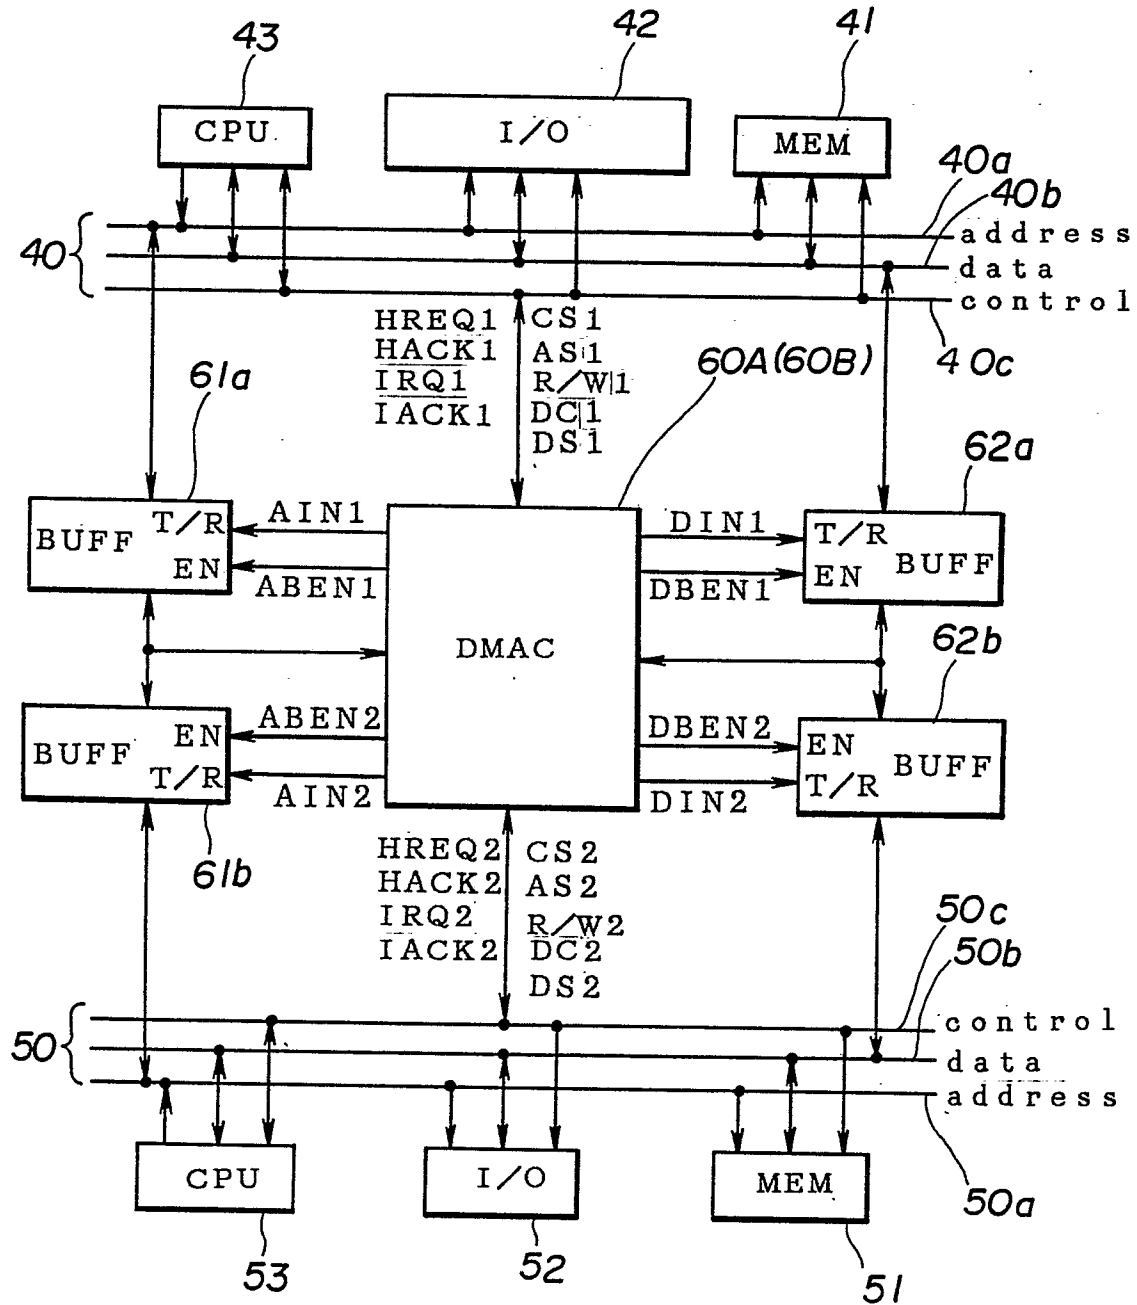 43
42
41
CPU
I/O
MEM
40a
40b
40
address
data
control
40c
HREQ1 CS1
HACK1 AS1
IRQ1 R/W1
IACK1 DC1
DS1
60A(60B)
61a
62a
BUFF T/R
EN
AIN1
ABEN1
DIN1
DBEN1
T/R
EN BUFF
DMAC
62b
BUFF EN
T/R
ABEN2
AIN2
DBEN2
DIN2
EN
T/R BUFF
61b
HREQ2 CS2
HACK2 AS2
IRQ2 R/W2
IACK2 DC2
DS2
50c
50b
50
control
data
address
50a
CPU
I/O
MEM
53
52
51